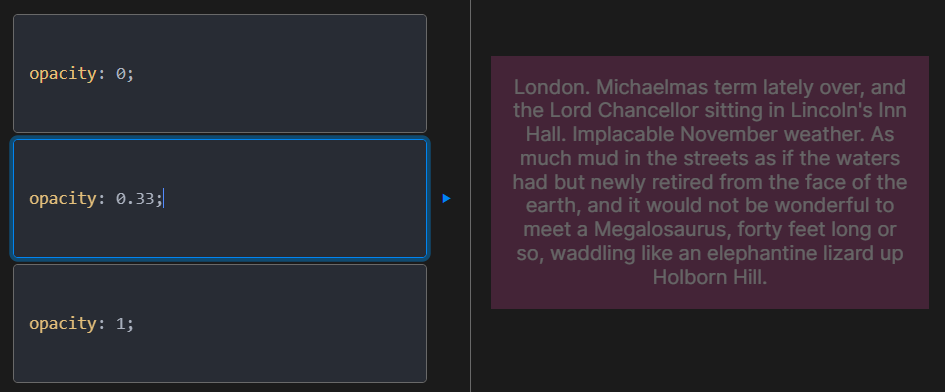 opacity: 0;
opacity: 0.33;
opacity: 1;
London. Michaelmas term lately over, and
the Lord Chancellor sitting in Lincoln's Inn
Hall. Implacable November weather. As
much mud in the streets as if the waters
had but newly retired from the face of the
earth, and it would not be wonderful to
meet a Megalosaurus, forty feet long or
so, waddling like an elephantine lizard up
Holborn Hill.